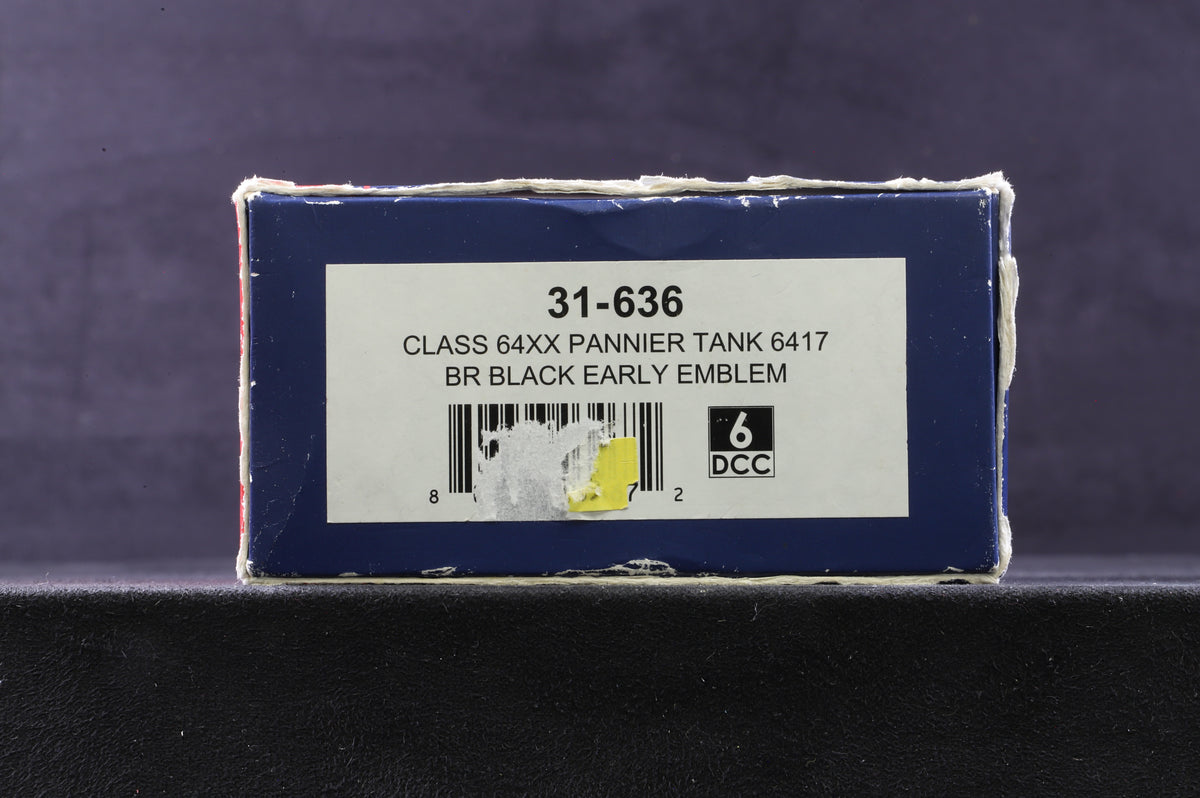 31-636
CLASS 64XX PANNIER TANK 6417
BR BLACK EARLY EMBLEM
6
DCC
8 7 2